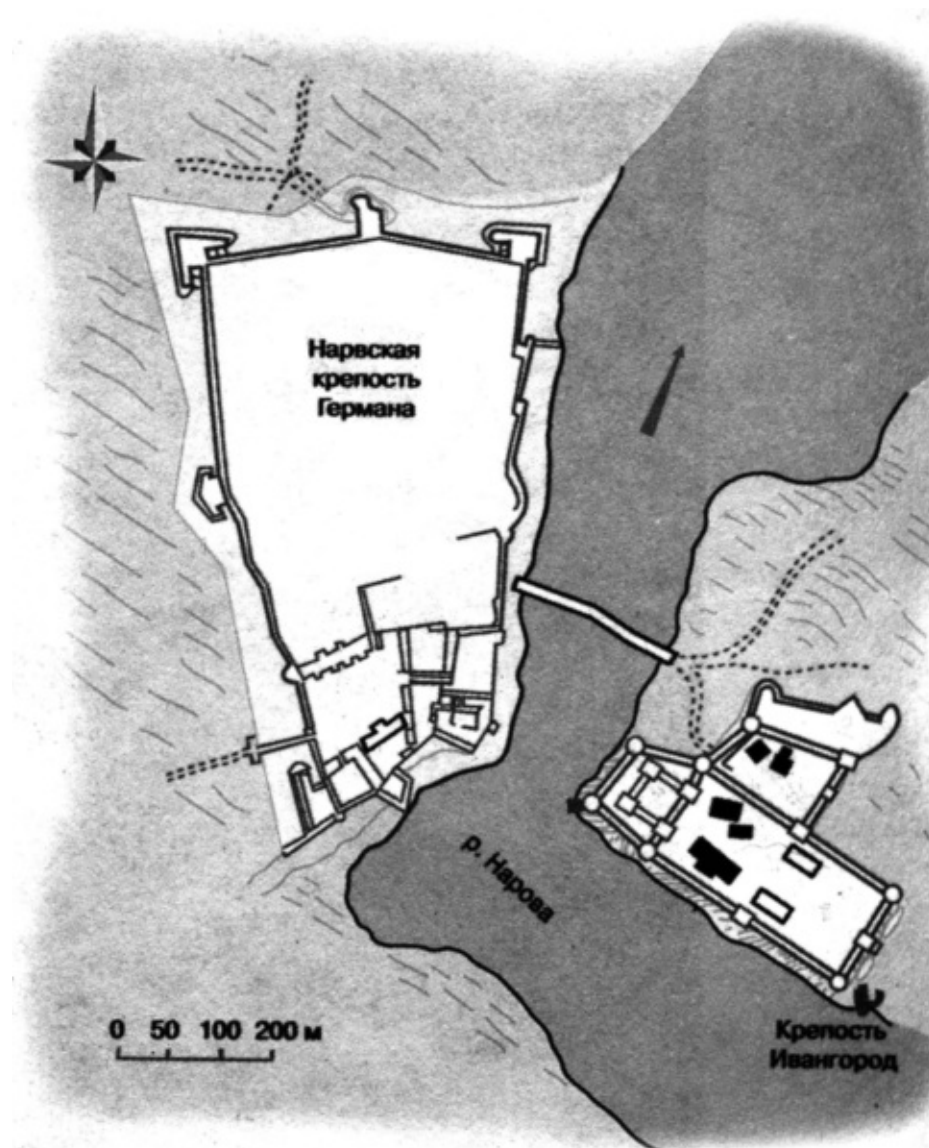 Нарвская
крепость
Германа
р. Нарова
0 50 100 200 м
Крепость
Ивангород